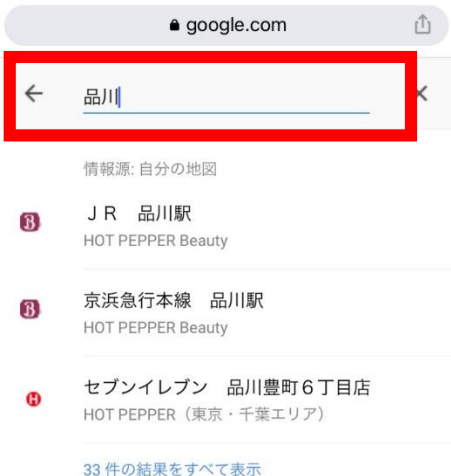 google.com
品川
情報源: 自分の地図
ＪＲ　品川駅
HOT PEPPER Beauty
京浜急行本線　品川駅
HOT PEPPER Beauty
セブンイレブン　品川豊町６丁目店
HOT PEPPER（東京・千葉エリア）
33 件の結果をすべて表示